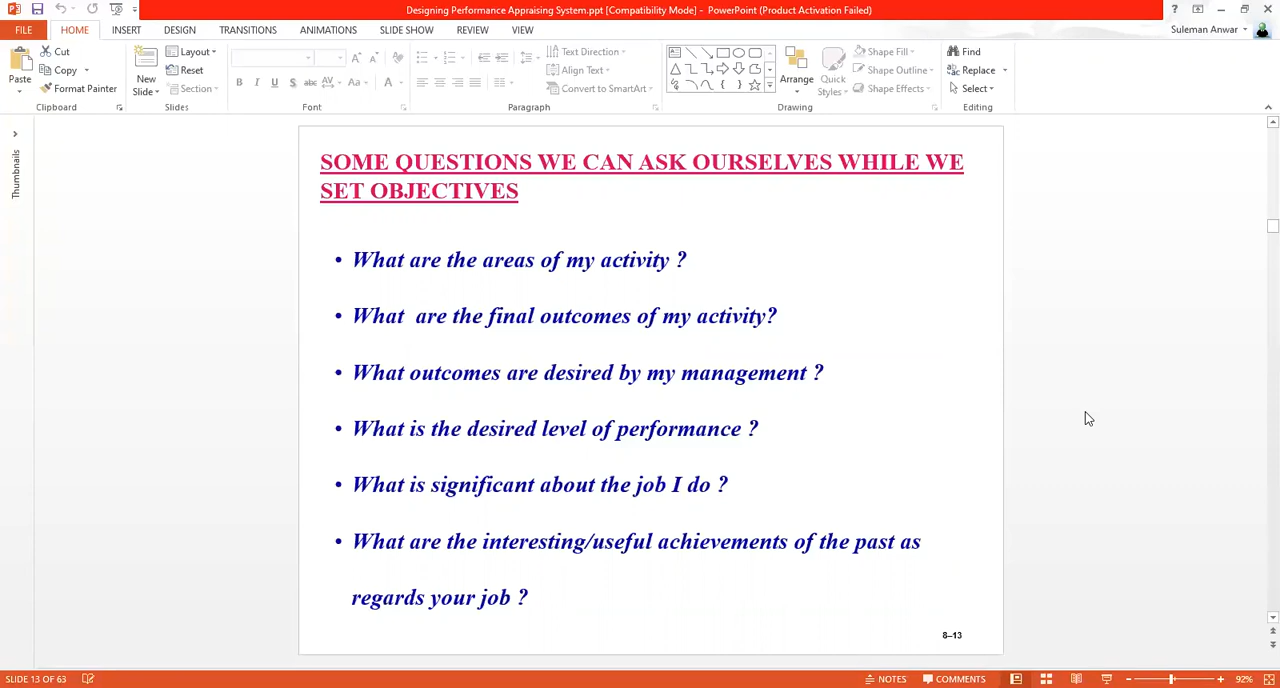 Designing Performance Appraising System.ppt [Compatibility Mode] - PowerPoint (Product Activation Failed)
FILE HOME INSERT DESIGN TRANSITIONS ANIMATIONS SLIDE SHOW REVIEW VIEW Suleman Anwar
Paste Cut Copy Format Painter
Clipboard
New Slide Layout Reset Section
Slides
B I U S abc AV Aa A
Font
Text Direction
Align Text
Convert to SmartArt
Paragraph
Arrange Quick Styles Shape Fill Shape Outline Shape Effects
Drawing
Find
Replace
Select
Editing
Thumbnails
SOME QUESTIONS WE CAN ASK OURSELVES WHILE WE
SET OBJECTIVES
• What are the areas of my activity ?
• What are the final outcomes of my activity?
• What outcomes are desired by my management ?
• What is the desired level of performance ?
• What is significant about the job I do ?
• What are the interesting/useful achievements of the past as
regards your job ?
8–13
SLIDE 13 OF 63 NOTES COMMENTS 92%